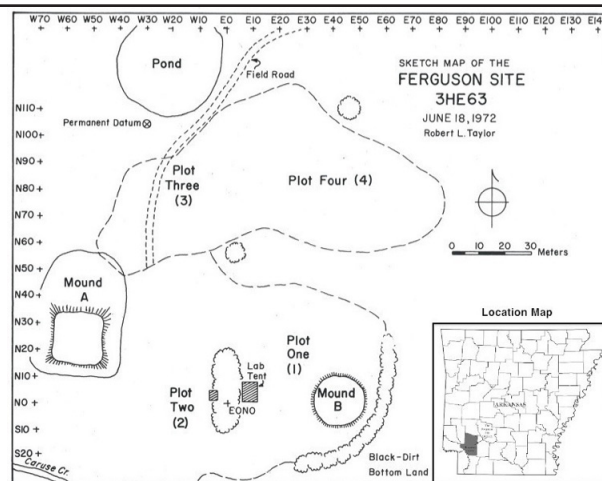 W70 W60 W50 W40 W30 W20 W10 E0 E10 E20 E30 E40 E50 E60 E70 E80 E90 E100 E110 E120 E130 E14
Pond
Field Road
SKETCH MAP OF THE
FERGUSON SITE
3HE63
JUNE 18, 1972
Robert L. Taylor
N110
Permanent Datum
N100
N90
Plot
Three
(3)
Plot Four (4)
N80
N70
N60
0 10 20 30 Meters
N50
Mound
A
N40
N30
N20
N10
N0
S10
S20
Plot
One
(1)
Lab
Tent
Plot
Two
(2)
E0N0
Mound
B
Black-Dirt
Bottom Land
Caruse Cr.
Location Map
ARKANSAS